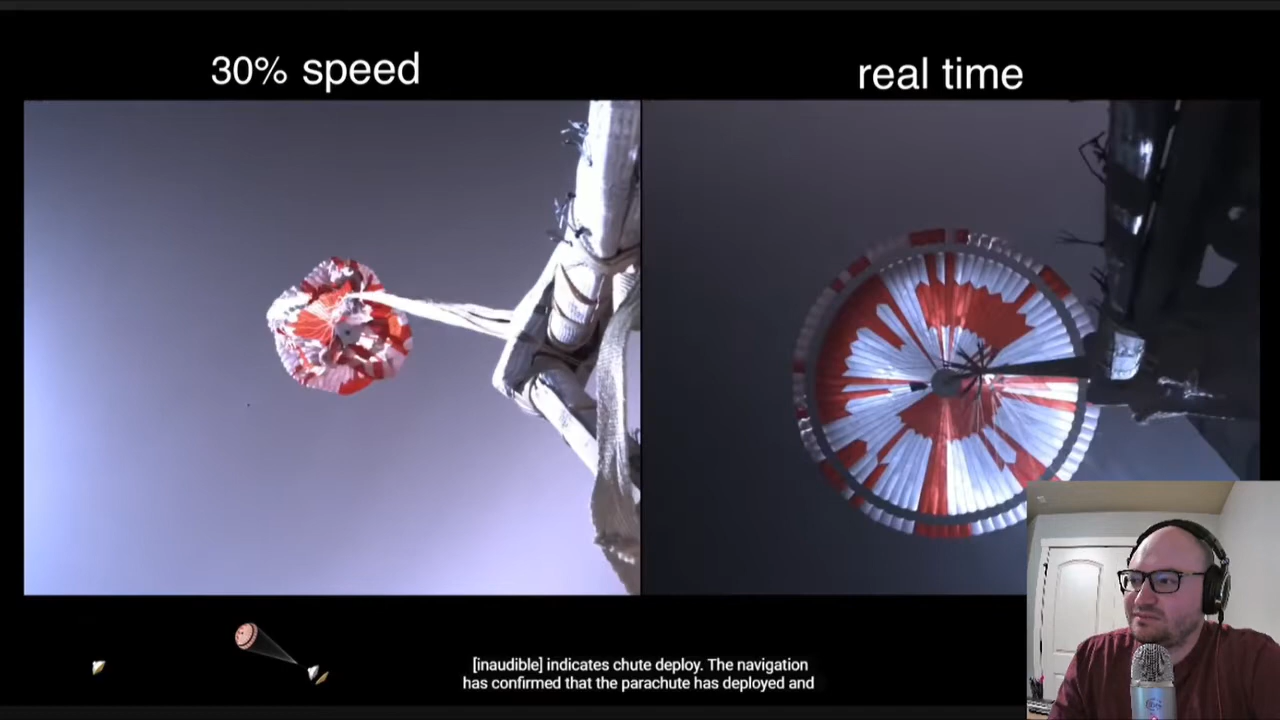 30% speed
real time
[inaudible] indicates chute deploy. The navigation
has confirmed that the parachute has deployed and